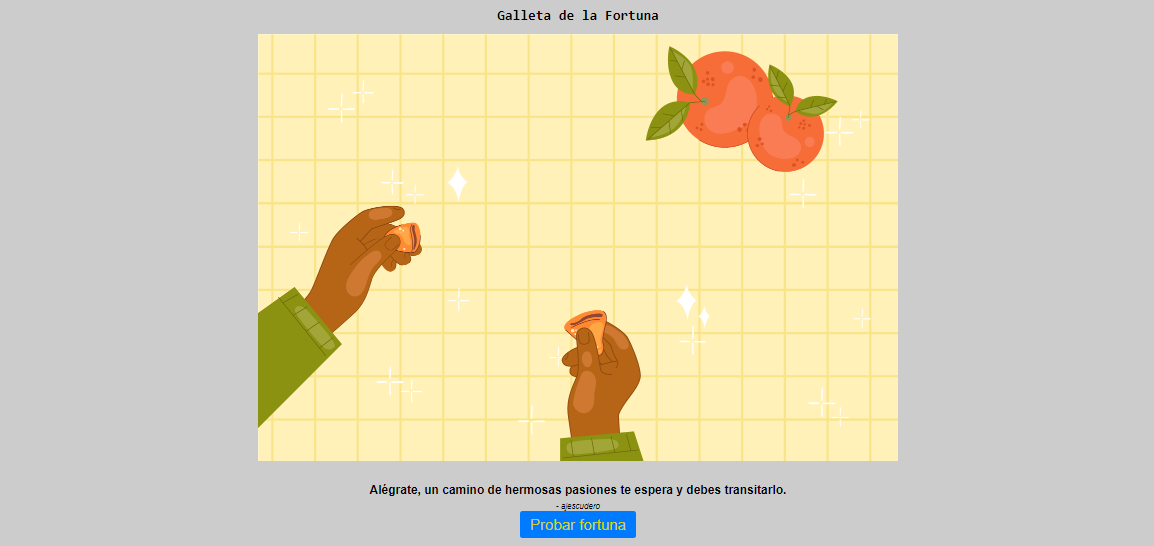 Galleta de la Fortuna
Alégrate, un camino de hermosas pasiones te espera y debes transitarlo.
- ajescudero
Probar fortuna